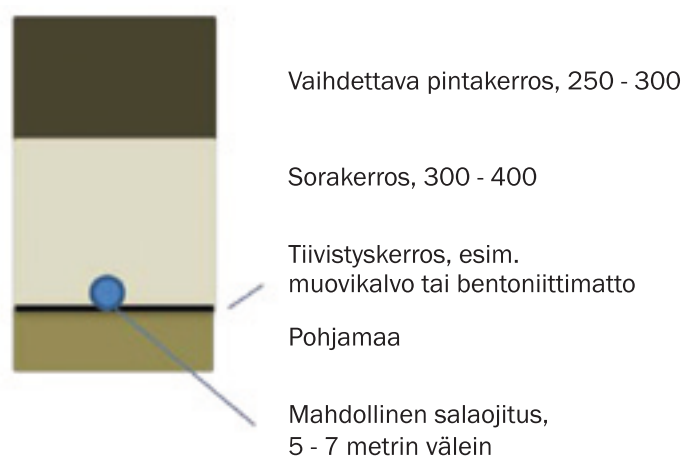 Vaihdettava pintakerros, 250 - 300
Sorakerros, 300 - 400
Tiivistyskerros, esim.
muovikalvo tai bentoniittimatto
Pohjamaa
Mahdollinen salaojitus,
5 - 7 metrin välein